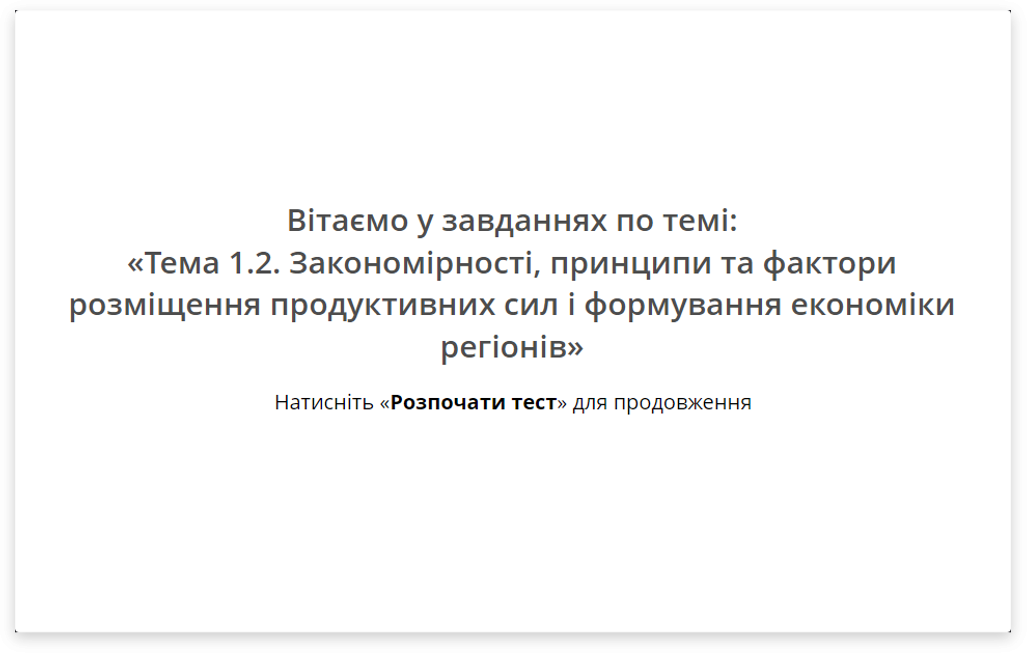 Вітаємо у завданнях по темі:
«Тема 1.2. Закономірності, принципи та фактори
розміщення продуктивних сил і формування економіки
регіонів»
Натисніть «Розпочати тест» для продовження